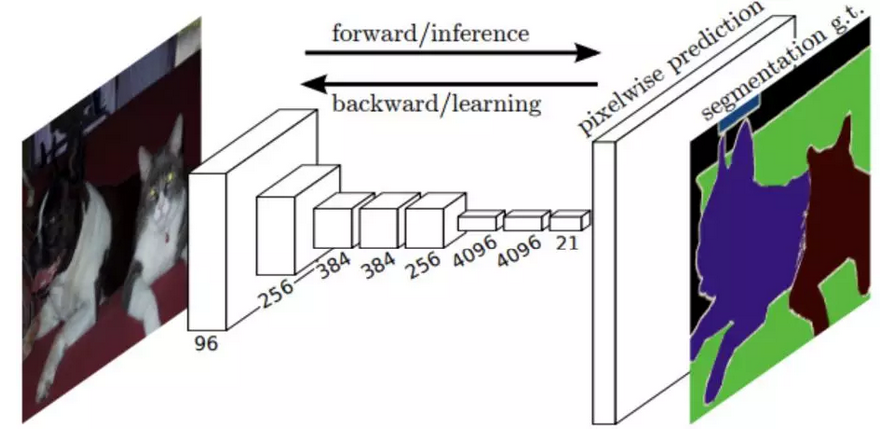 forward/inference
backward/learning
pixelwise prediction
segmentation g.t.
96
256
384
384
256
4096
4096
21